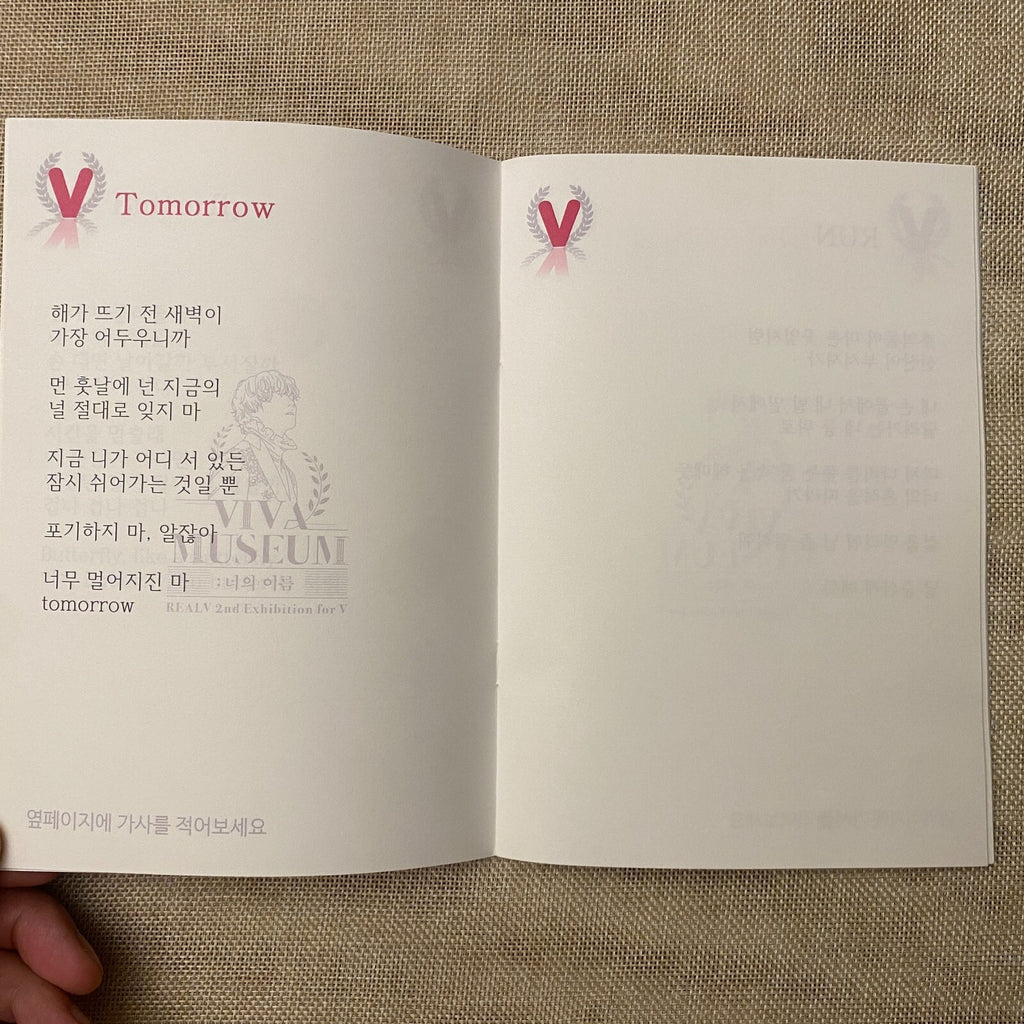 V
Tomorrow
해가 뜨기 전 새벽이
가장 어두우니까
먼 훗날에 넌 지금의
널 절대로 잊지 마
지금 니가 어디 서 있든
잠시 쉬어가는 것일 뿐
포기하지 마, 알잖아
너무 멀어지진 마
tomorrow
VIVA
MUSEUM
:너의 이름
REALV 2nd Exhibition for V
옆페이지에 가사를 적어보세요
V
RUN